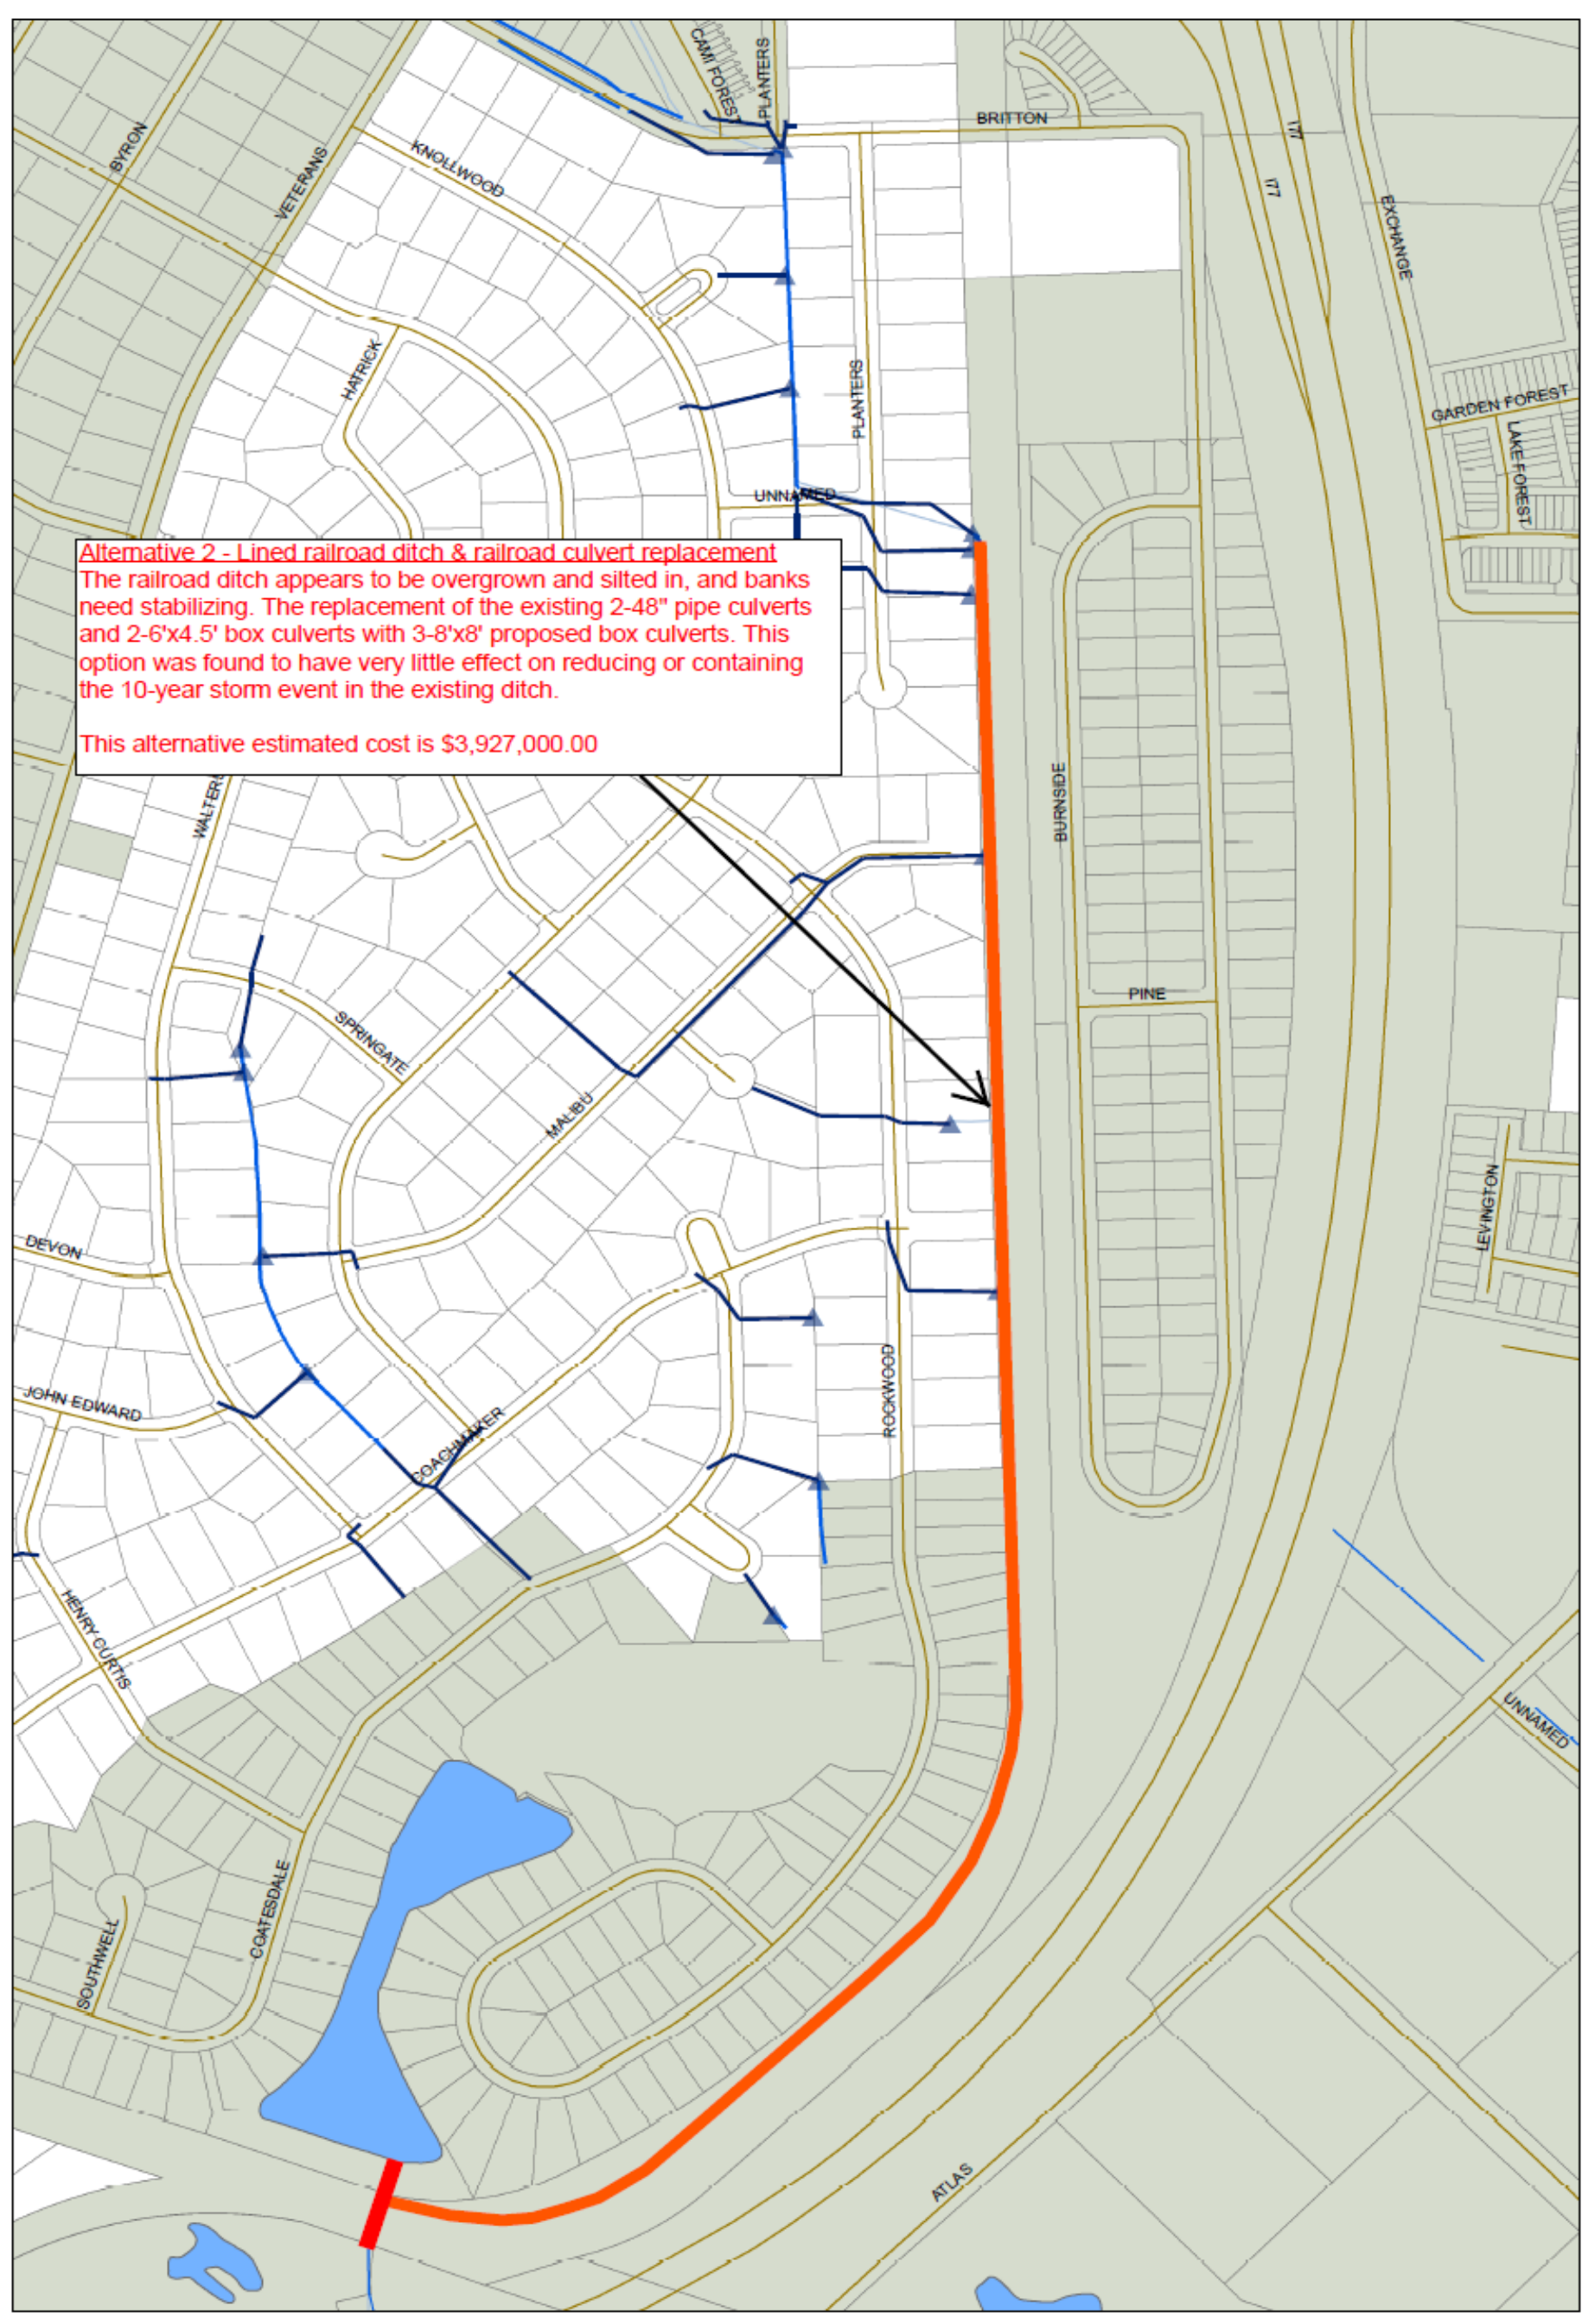 CAMI FOREST
PLANTERS
BRITTON
I77
I77
BYRON
VETERANS
KNOLLWOOD
EXCHANGE
HATRICK
PLANTERS
GARDEN FOREST
LAKE FOREST
UNNAMED
Alternative 2 - Lined railroad ditch & railroad culvert replacement
The railroad ditch appears to be overgrown and silted in, and banks
need stabilizing. The replacement of the existing 2-48" pipe culverts
and 2-6'x4.5' box culverts with 3-8'x8' proposed box culverts. This
option was found to have very little effect on reducing or containing
the 10-year storm event in the existing ditch.
This alternative estimated cost is $3,927,000.00
BURNSIDE
PINE
SPRINGATE
MALIBU
LEVINGTON
DEVON
ROCKWOOD
JOHN EDWARD
COACHMAKER
HENRY CURTIS
UNNAMED
COATESDALE
SOUTHWELL
ATLAS